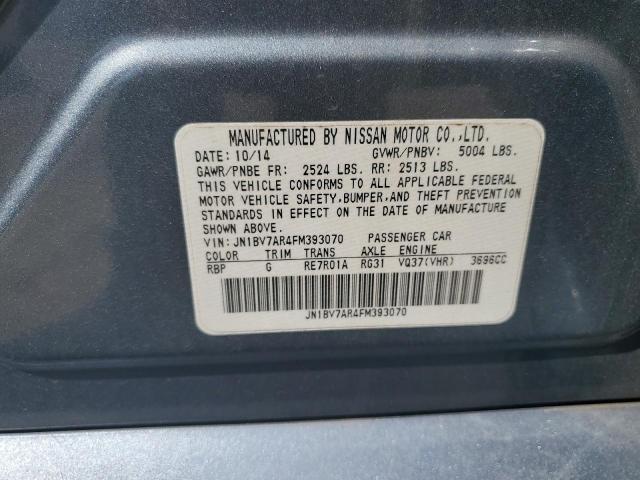 MANUFACTURED BY NISSAN MOTOR CO.,LTD.
DATE: 10/14 GVWR/PNBV: 5004 LBS.
GAWR/PNBE FR: 2524 LBS. RR: 2513 LBS.
THIS VEHICLE CONFORMS TO ALL APPLICABLE FEDERAL
MOTOR VEHICLE SAFETY,BUMPER,AND THEFT PREVENTION
STANDARDS IN EFFECT ON THE DATE OF MANUFACTURE
SHOWN ABOVE.
VIN: JN1BV7AR4FM393070 PASSENGER CAR
COLOR TRIM TRANS AXLE ENGINE
RBP G RE7R01A RG31 VQ37(VHR) 3696CC
JN1BV7AR4FM393070